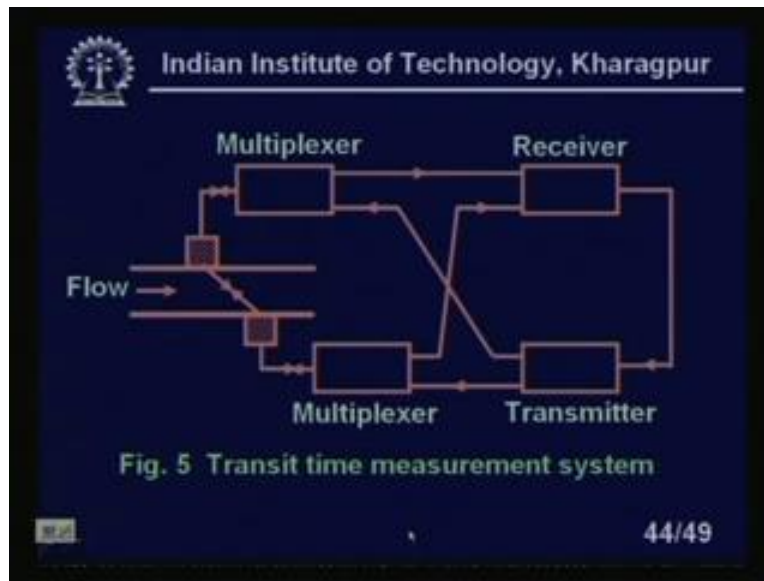 Indian Institute of Technology, Kharagpur
Multiplexer
Receiver
Flow
Multiplexer
Transmitter
Fig. 5 Transit time measurement system
44/49